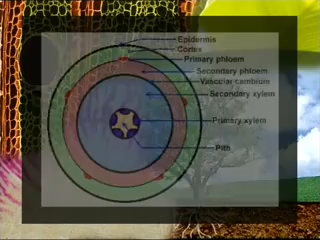 Epidermis
Cortex
Primary phloem
Secondary phloem
Vascular cambium
Secondary xylem
Primary xylem
Pith